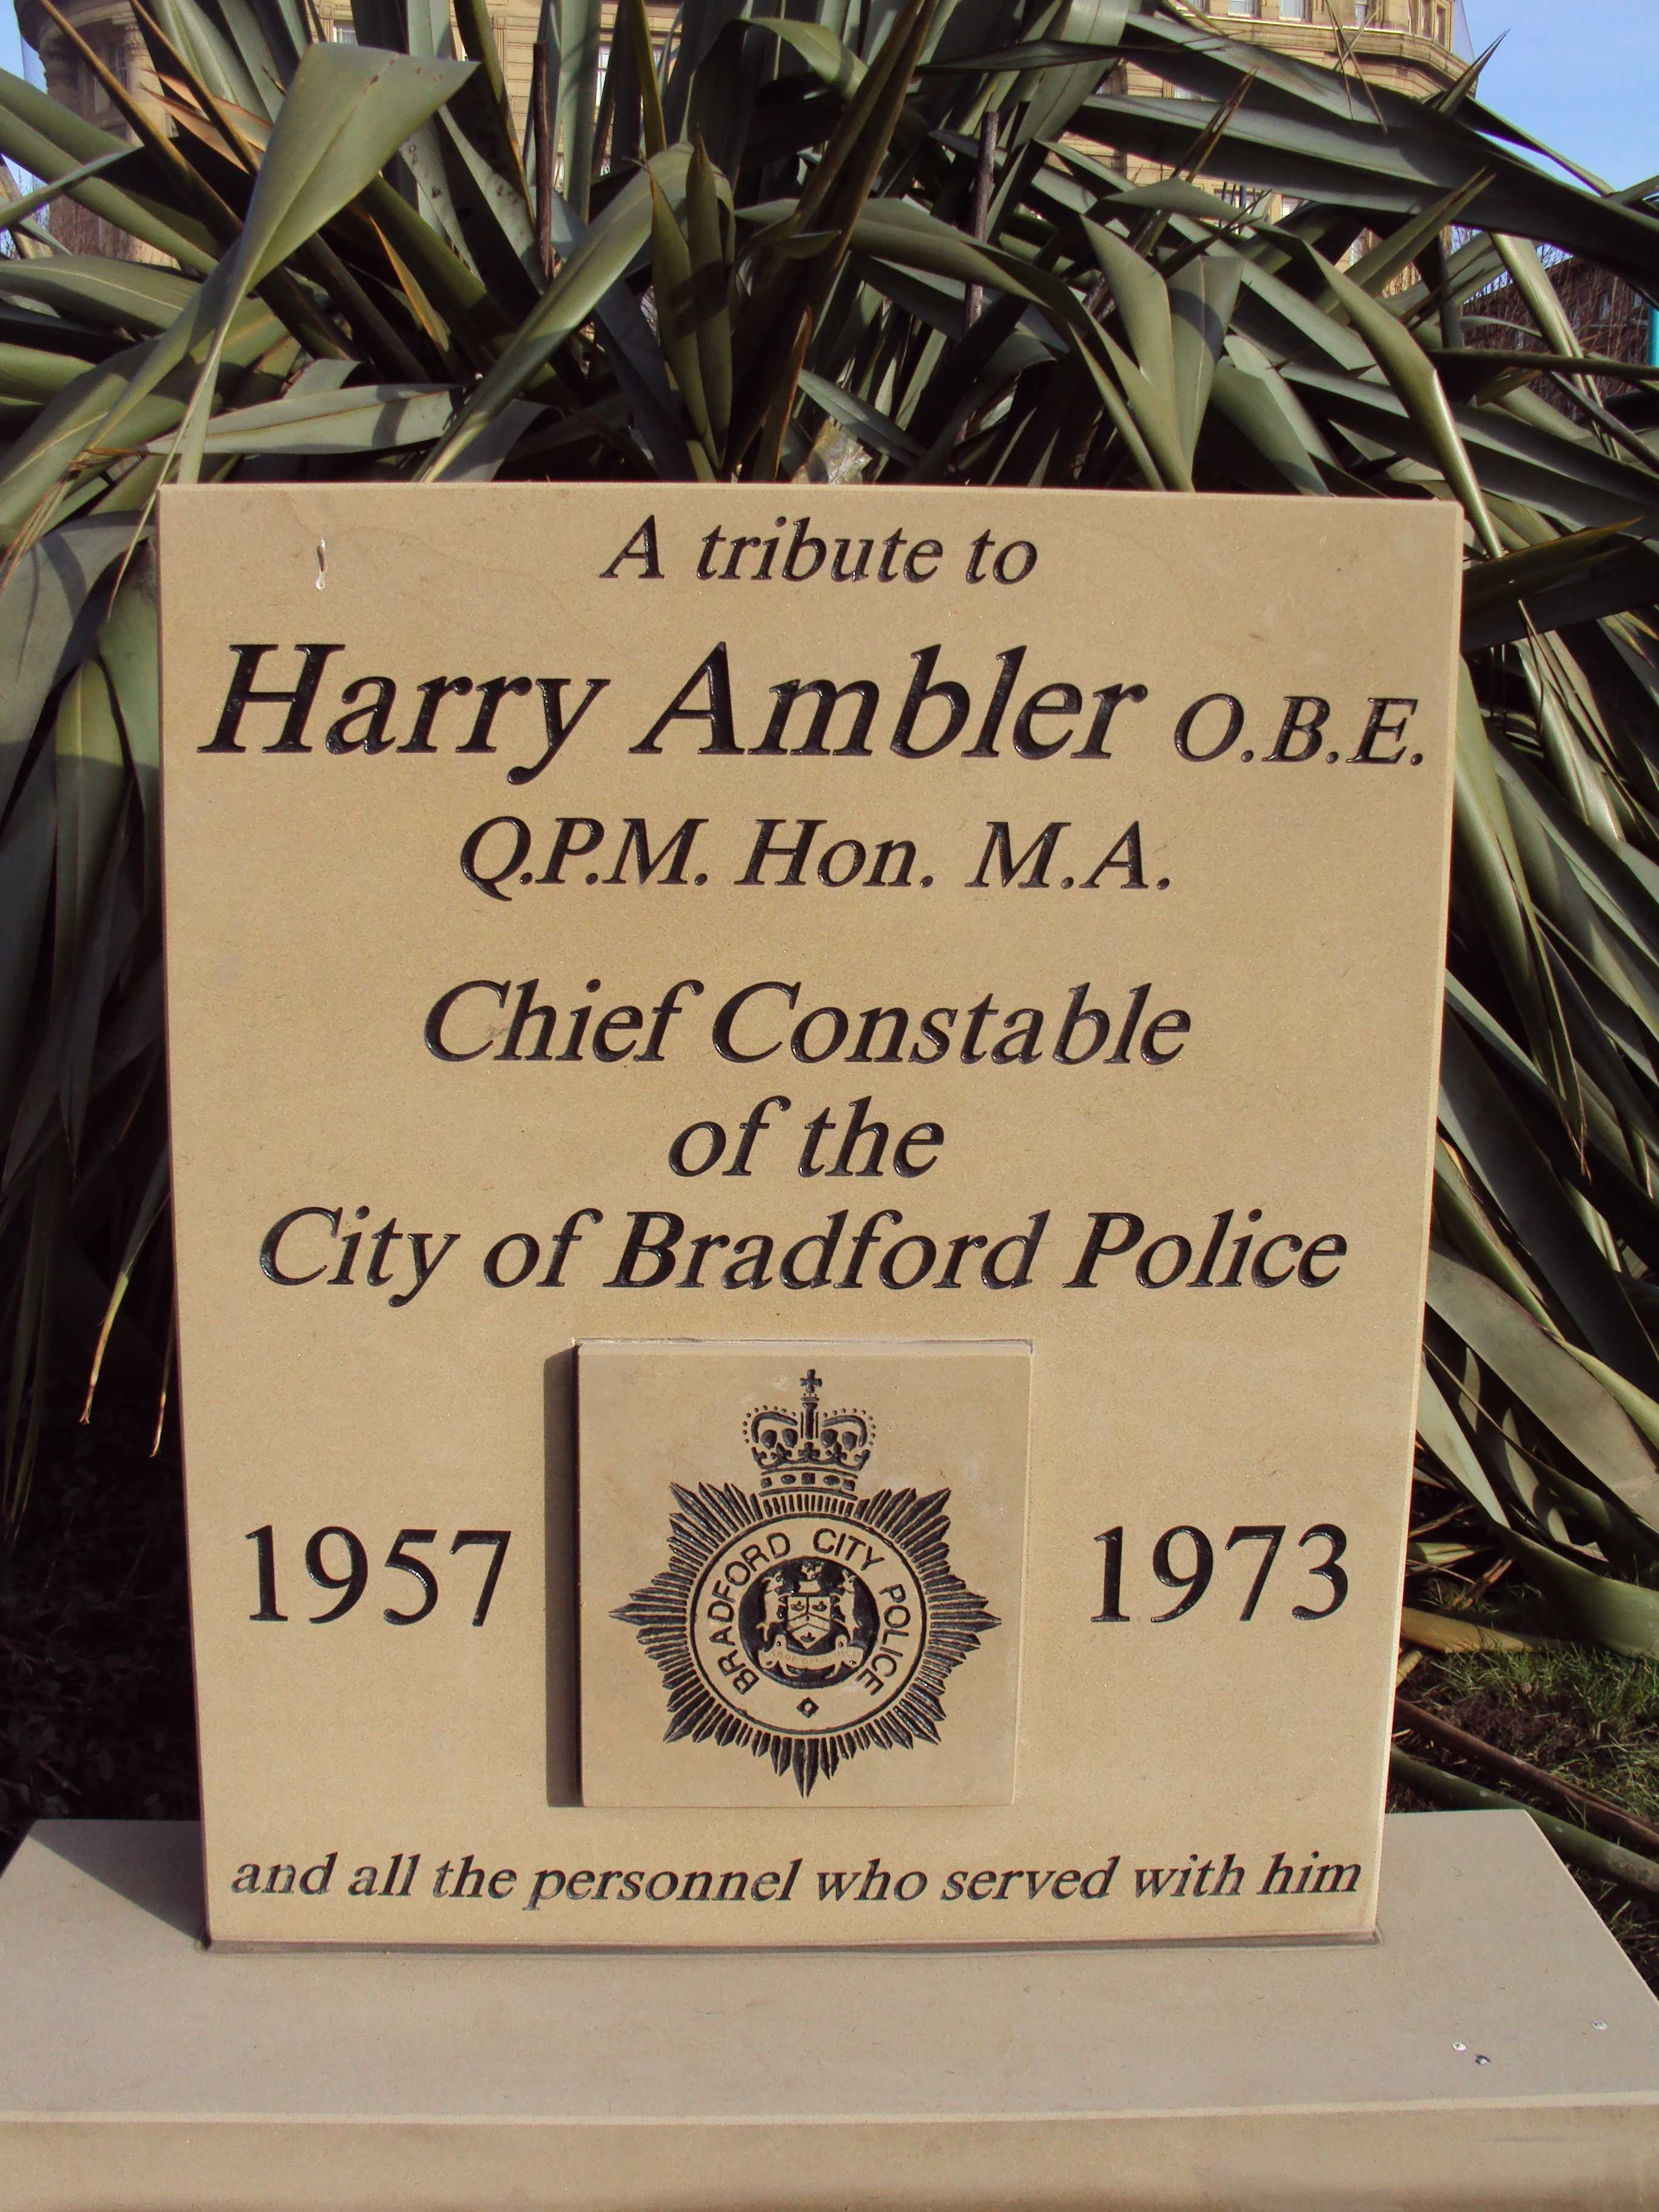 A tribute to
Harry Ambler O.B.E.
Q.P.M. Hon. M.A.
Chief Constable
of the
City of Bradford Police
1957
BRADFORD CITY POLICE
1973
and all the personnel who served with him